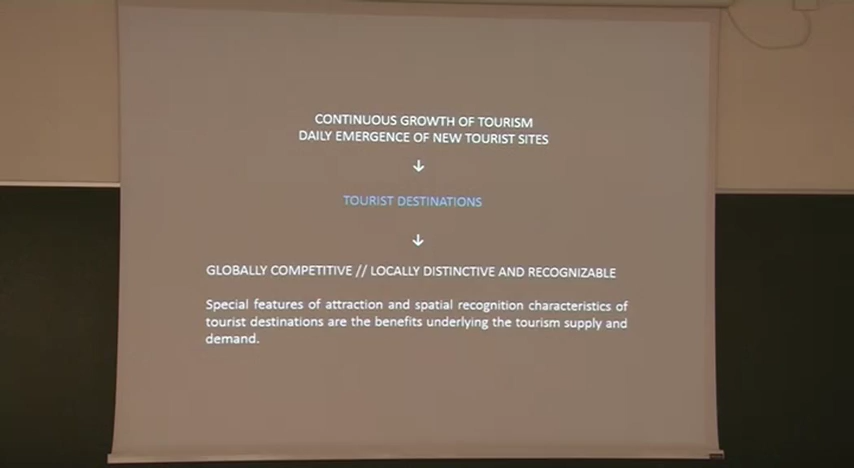 CONTINUOUS GROWTH OF TOURISM
DAILY EMERGENCE OF NEW TOURIST SITES
↓
TOURIST DESTINATIONS
↓
GLOBALLY COMPETITIVE // LOCALLY DISTINCTIVE AND RECOGNIZABLE
Special features of attraction and spatial recognition characteristics of
tourist destinations are the benefits underlying the tourism supply and
demand.